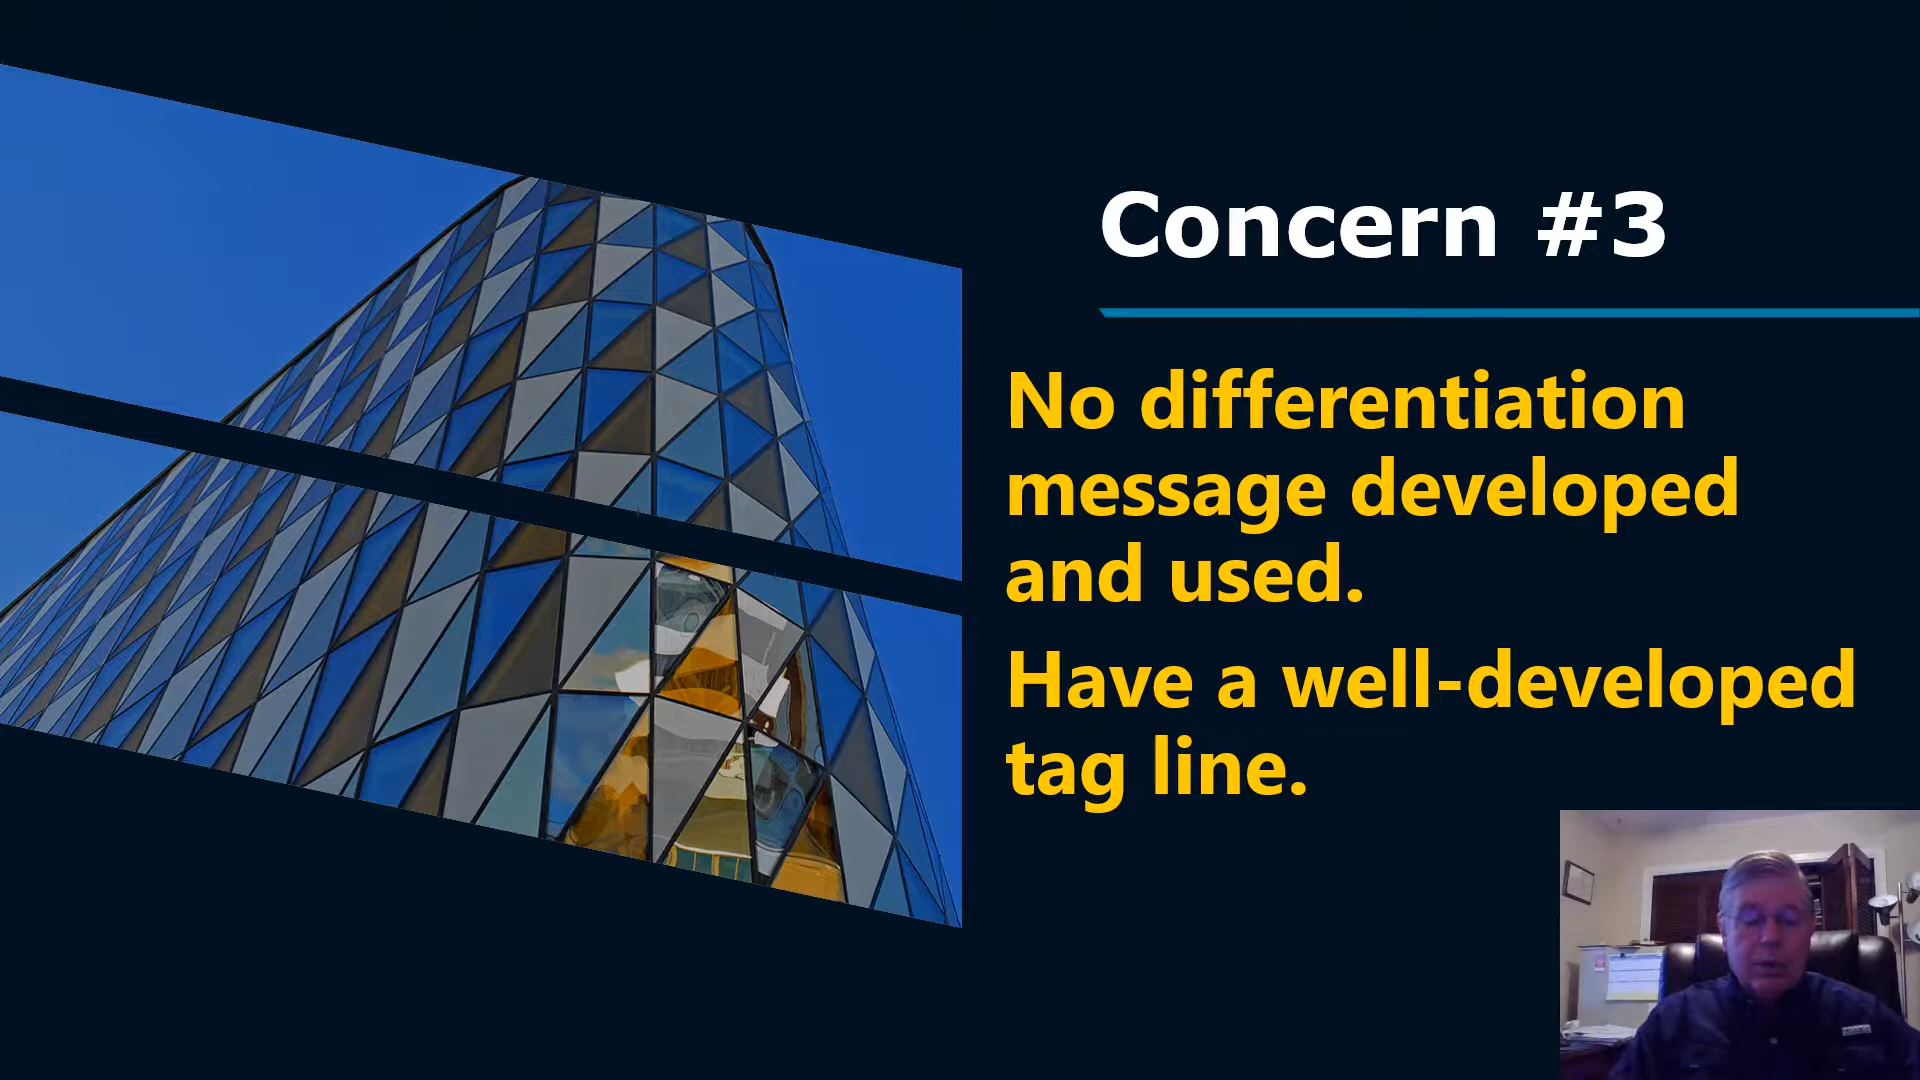 Concern #3
No differentiation
message developed
and used.
Have a well-developed
tag line.